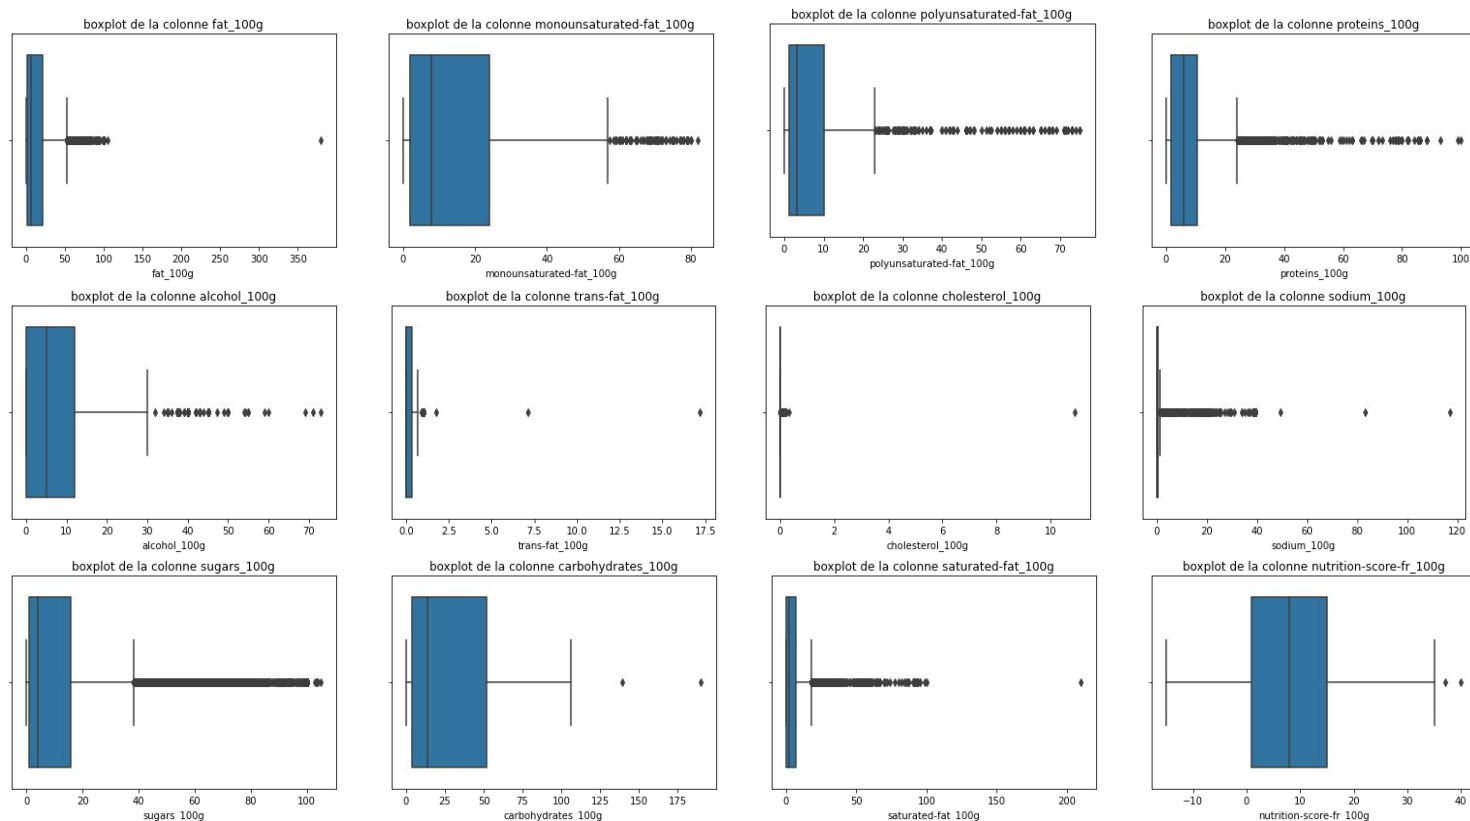 boxplot de la colonne fat_100g
0 50 100 150 200 250 300 350
fat_100g
boxplot de la colonne monounsaturated-fat_100g
0 20 40 60 80
monounsaturated-fat_100g
boxplot de la colonne polyunsaturated-fat_100g
0 10 20 30 40 50 60 70
polyunsaturated-fat_100g
boxplot de la colonne proteins_100g
0 20 40 60 80 100
proteins_100g
boxplot de la colonne alcohol_100g
0 10 20 30 40 50 60 70
alcohol_100g
boxplot de la colonne trans-fat_100g
0.0 2.5 5.0 7.5 10.0 12.5 15.0 17.5
trans-fat_100g
boxplot de la colonne cholesterol_100g
0 2 4 6 8 10
cholesterol_100g
boxplot de la colonne sodium_100g
0 20 40 60 80 100 120
sodium_100g
boxplot de la colonne sugars_100g
0 20 40 60 80 100
sugars_100g
boxplot de la colonne carbohydrates_100g
0 25 50 75 100 125 150 175
carbohydrates_100g
boxplot de la colonne saturated-fat_100g
0 50 100 150 200
saturated-fat_100g
boxplot de la colonne nutrition-score-fr_100g
−10 0 10 20 30 40
nutrition-score-fr_100g